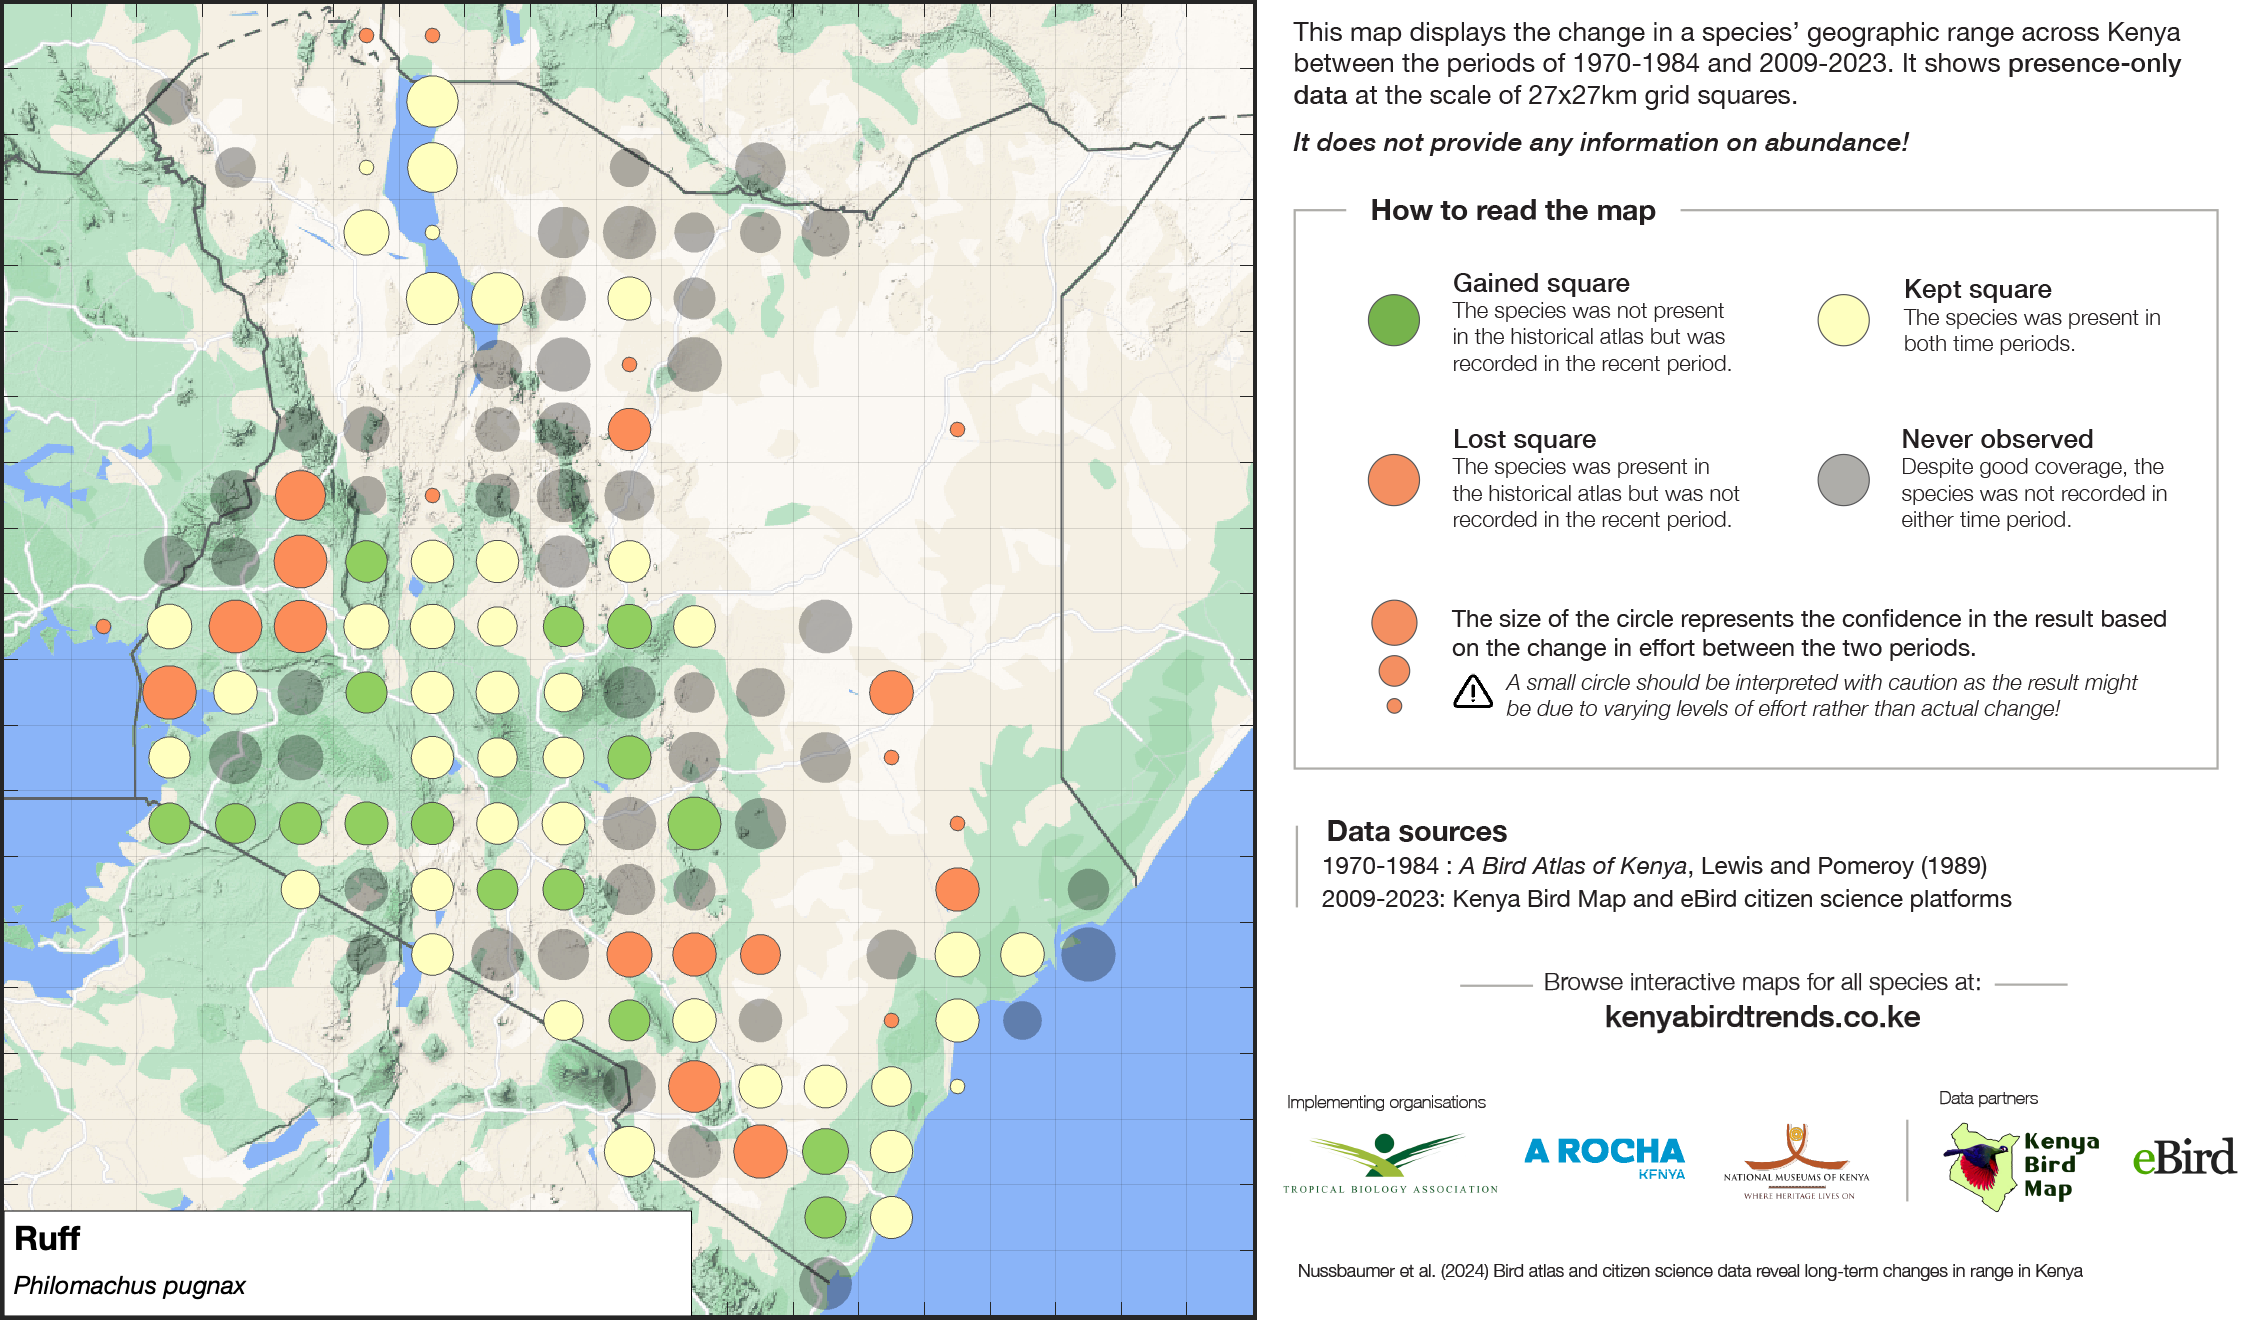 This map displays the change in a species’ geographic range across Kenya
between the periods of 1970-1984 and 2009-2023. It shows presence-only
data at the scale of 27x27km grid squares.
It does not provide any information on abundance!
How to read the map
Gained square
The species was not present
in the historical atlas but was
recorded in the recent period.
Kept square
The species was present in
both time periods.
Lost square
The species was present in
the historical atlas but was not
recorded in the recent period.
Never observed
Despite good coverage, the
species was not recorded in
either time period.
The size of the circle represents the confidence in the result based
on the change in effort between the two periods.
A small circle should be interpreted with caution as the result might
be due to varying levels of effort rather than actual change!
Data sources
1970-1984 : A Bird Atlas of Kenya, Lewis and Pomeroy (1989)
2009-2023: Kenya Bird Map and eBird citizen science platforms
Browse interactive maps for all species at:
kenyabirdtrends.co.ke
Implementing organisations
Data partners
TROPICAL BIOLOGY ASSOCIATION
A ROCHA
KENYA
NATIONAL MUSEUMS OF KENYA
WHERE HERITAGE LIVES ON
Kenya
Bird
Map
eBird
Ruff
Philomachus pugnax
Nussbaumer et al. (2024) Bird atlas and citizen science data reveal long-term changes in range in Kenya